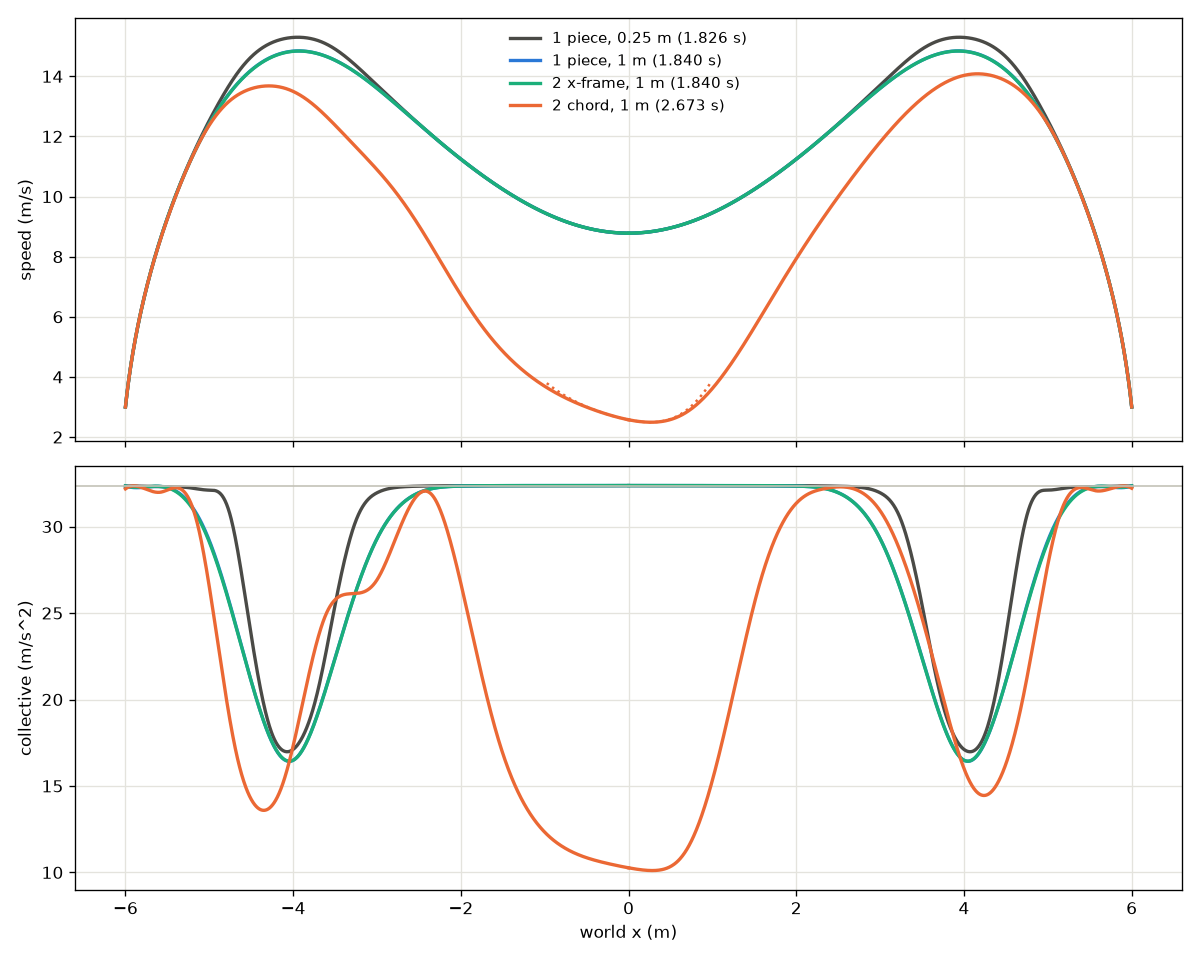 1 piece, 0.25 m (1.826 s)
1 piece, 1 m (1.840 s)
2 x-frame, 1 m (1.840 s)
2 chord, 1 m (2.673 s)
speed (m/s)
14
12
10
8
6
4
2
collective (m/s^2)
30
25
20
15
10
−6 −4 −2 0 2 4 6
world x (m)